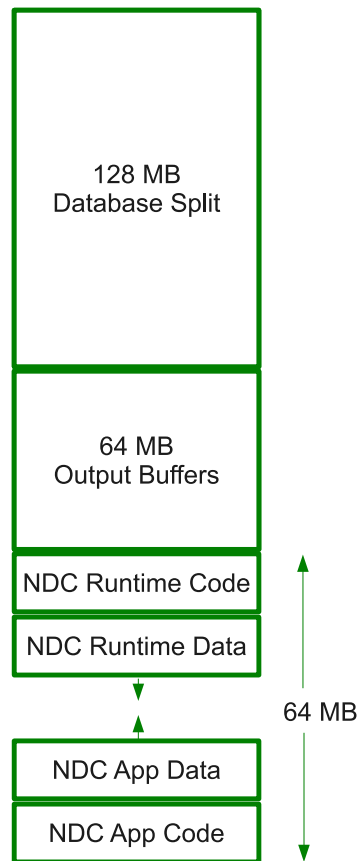 128 MB
Database Split
64 MB
Output Buffers
NDC Runtime Code
NDC Runtime Data
64 MB
NDC App Data
NDC App Code